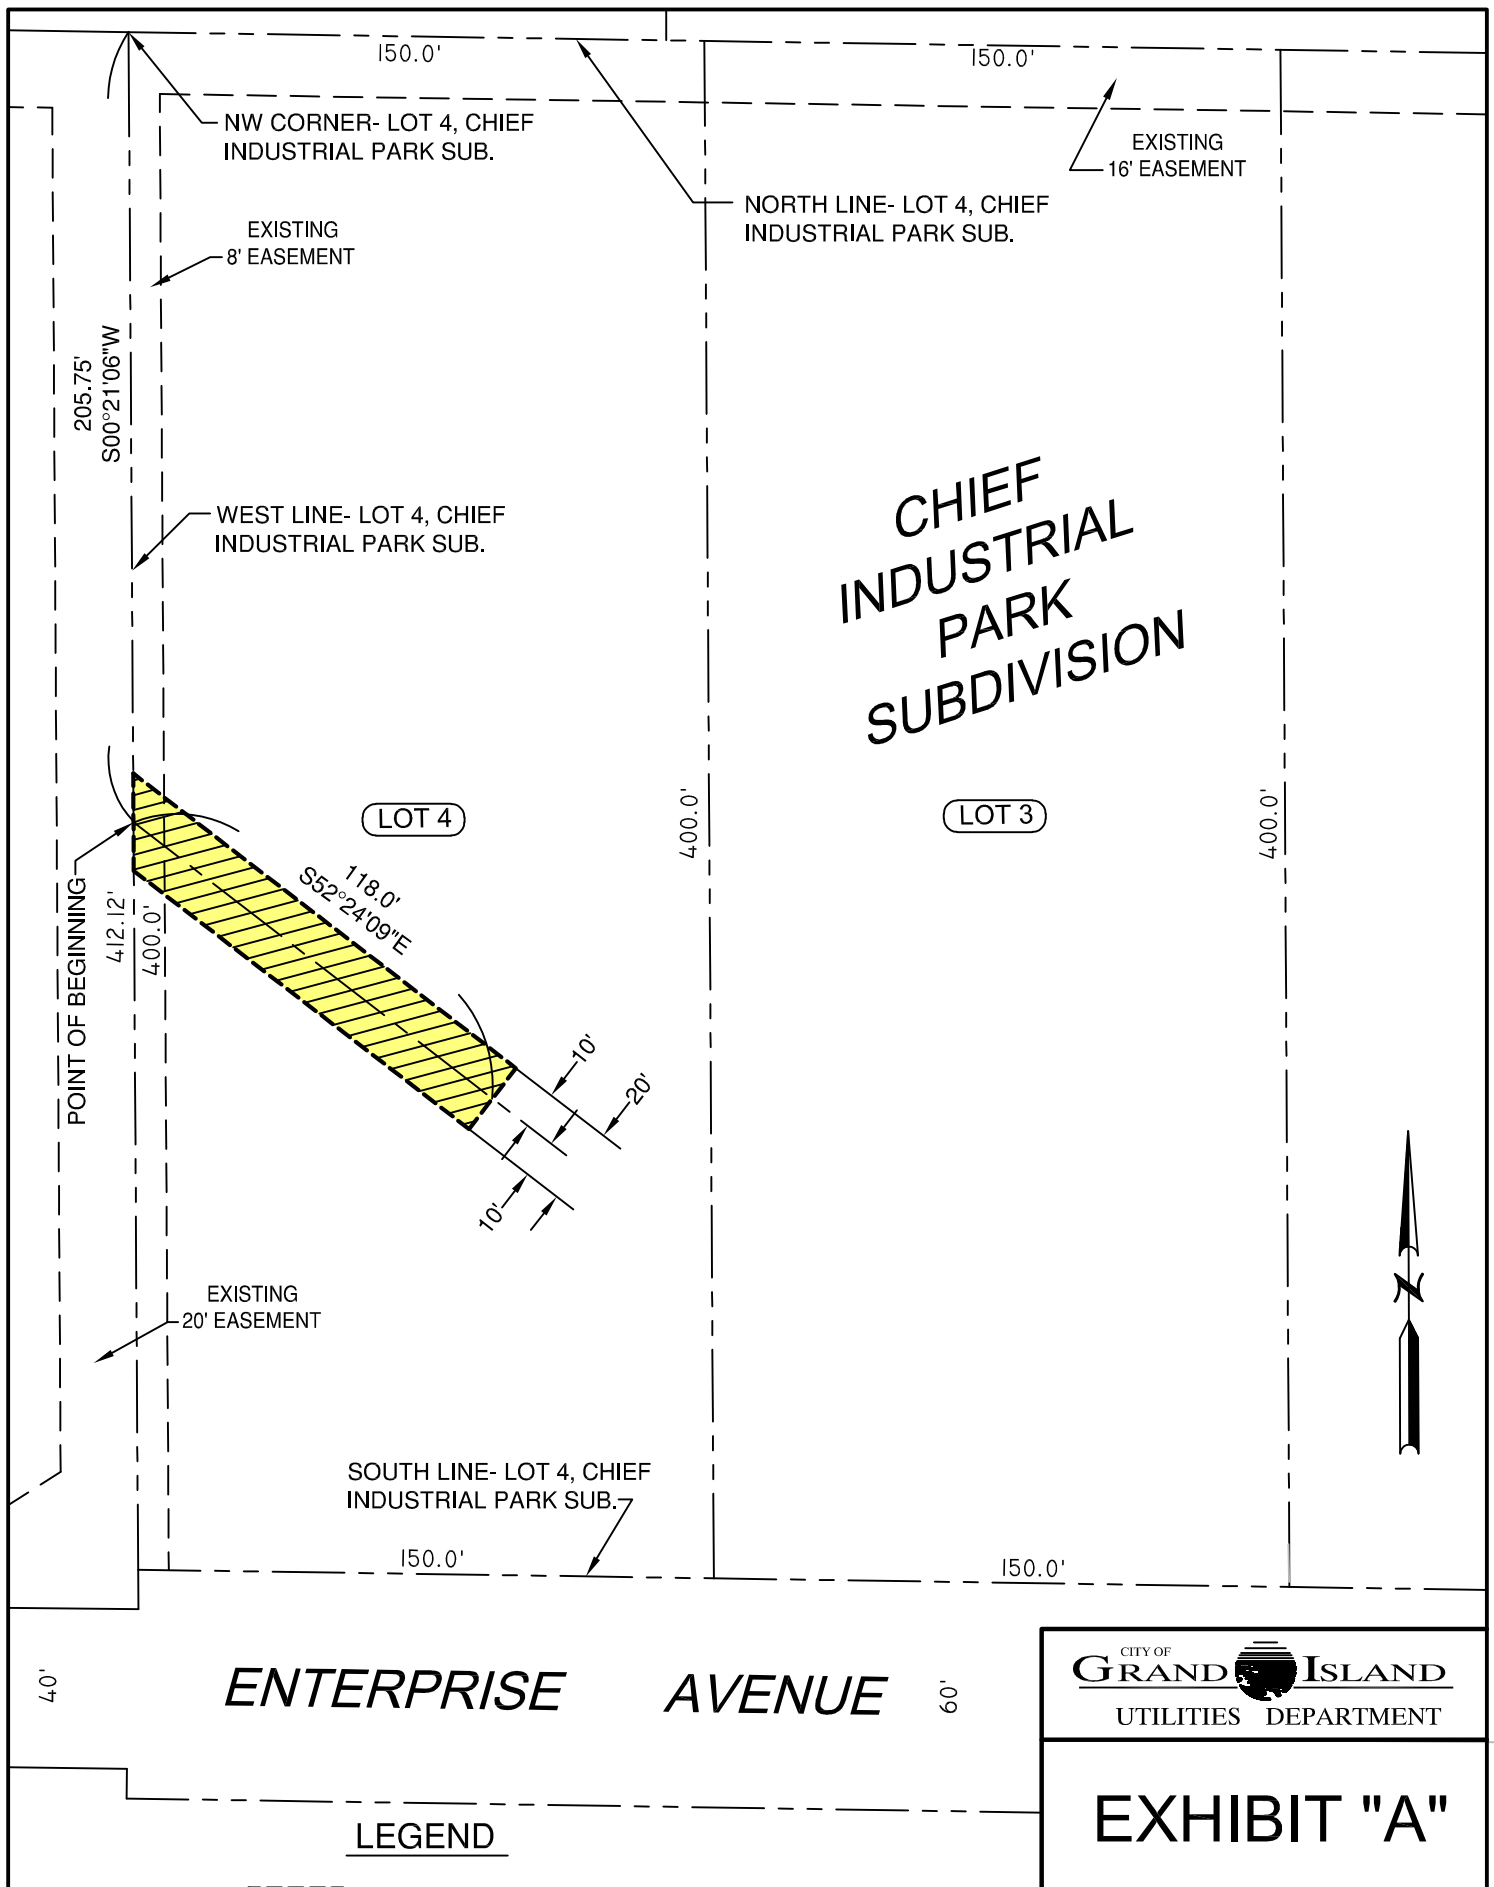 150.0'
150.0'
NW CORNER- LOT 4, CHIEF
INDUSTRIAL PARK SUB.
EXISTING
16' EASEMENT
NORTH LINE- LOT 4, CHIEF
INDUSTRIAL PARK SUB.
EXISTING
8' EASEMENT
205.75'
S00°21'06"W
WEST LINE- LOT 4, CHIEF
INDUSTRIAL PARK SUB.
CHIEF
INDUSTRIAL
PARK
SUBDIVISION
LOT 4
LOT 3
400.0'
400.0'
118.0'
S52°24'09"E
POINT OF BEGINNING
412.12'
400.0'
10'
20'
10'
EXISTING
20' EASEMENT
N
SOUTH LINE- LOT 4, CHIEF
INDUSTRIAL PARK SUB.
150.0'
150.0'
40'
ENTERPRISE AVENUE
60'
CITY OF
GRAND ISLAND
UTILITIES DEPARTMENT
EXHIBIT "A"
LEGEND